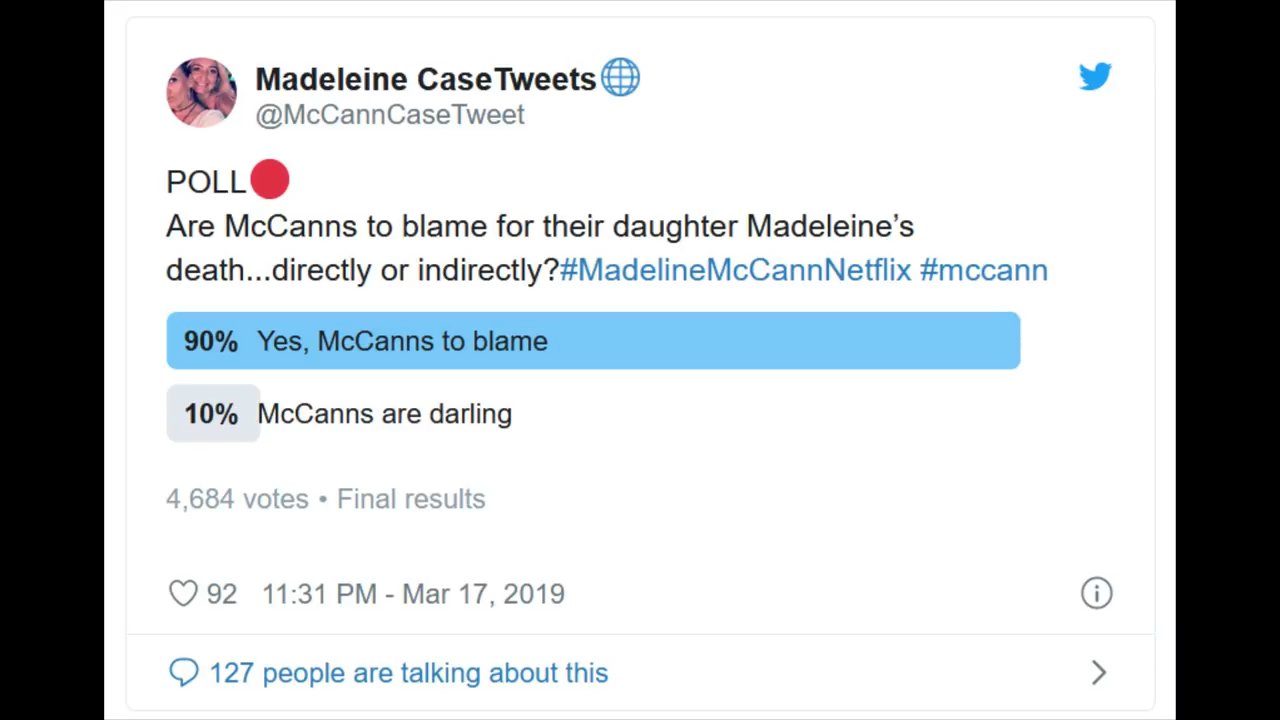 Madeleine CaseTweets🌐
@McCannCaseTweet
POLL🔴
Are McCanns to blame for their daughter Madeleine’s
death...directly or indirectly?#MadelineMcCannNetflix #mccann
90% Yes, McCanns to blame
10% McCanns are darling
4,684 votes • Final results
92 11:31 PM - Mar 17, 2019
127 people are talking about this